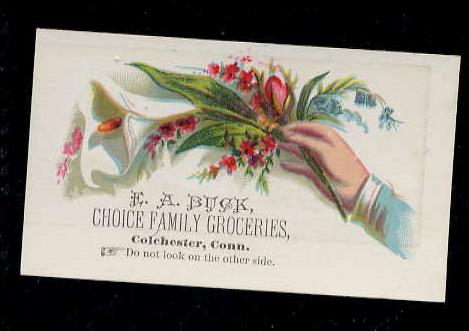 E. A. BUCK,
CHOICE FAMILY GROCERIES,
Colchester, Conn.
☞ Do not look on the other side.